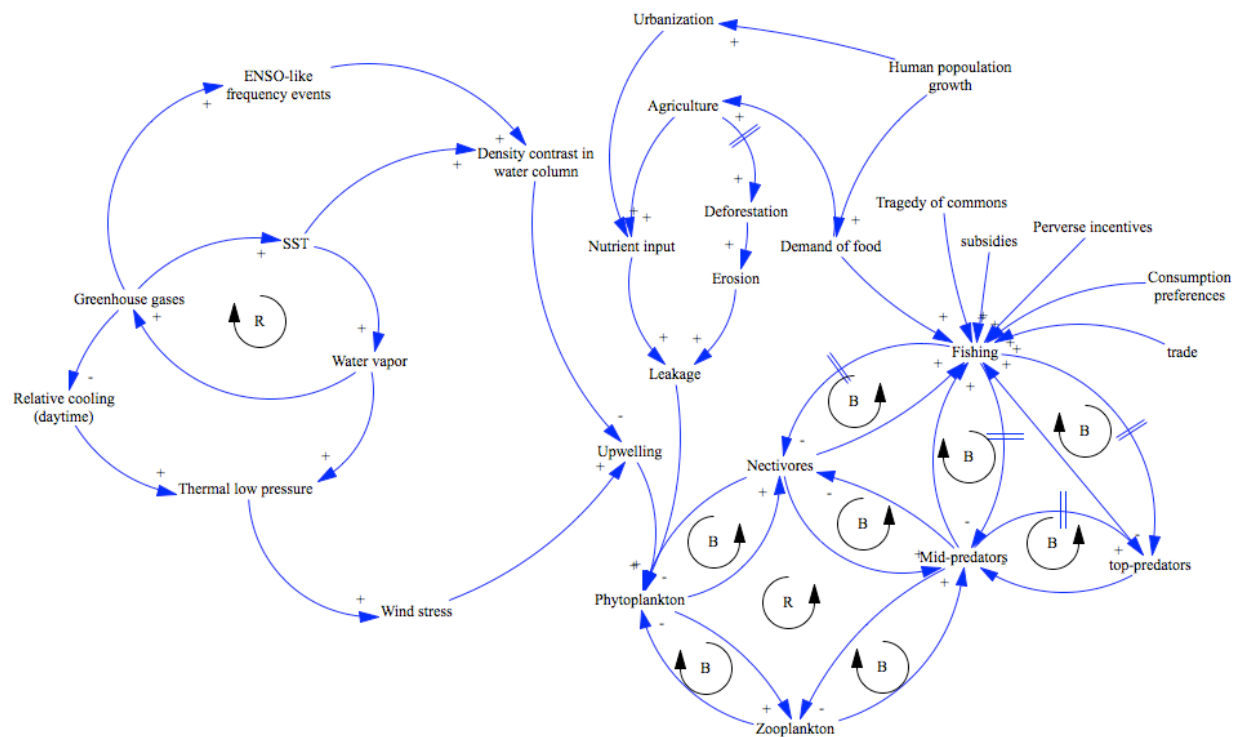 Urbanization
Human popoulation
growth
ENSO-like
frequency events
Agriculture
Density contrast in
water column
Deforestation
Tragedy of commons
Perverse incentives
subsidies
SST
Nutrient input
Demand of food
Erosion
Consumption
preferences
Greenhouse gases
R
Water vapor
Fishing
trade
Leakage
Relative cooling
(daytime)
B
B
B
Upwelling
Nectivores
Thermal low pressure
B
B
B
Mid-predators
top-predators
Phytoplankton
R
Wind stress
B
B
Zooplankton